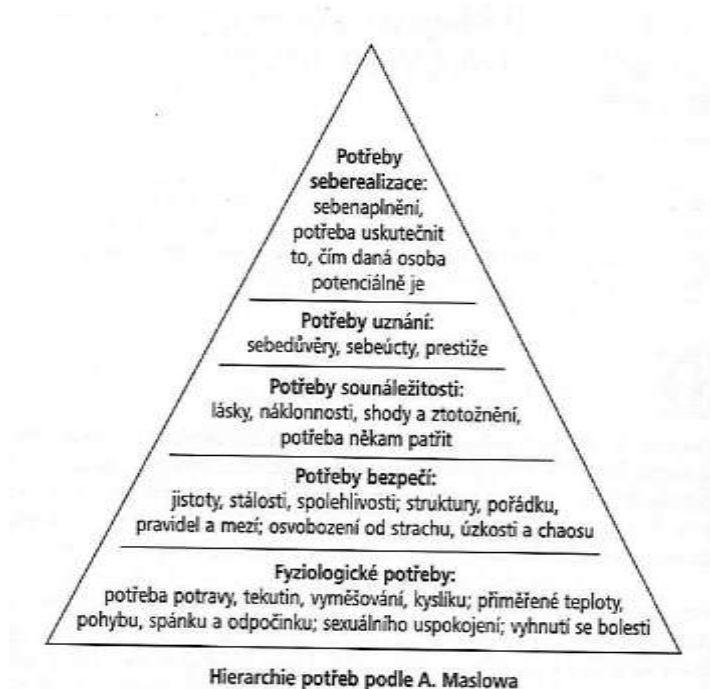 Potřeby
seberealizace:
sebenaplnění,
potřeba uskutečnit
to, čím daná osoba
potenciálně je
Potřeby uznání:
sebedůvěry, sebeúcty, prestiže
Potřeby sounáležitosti:
lásky, náklonnosti, shody a ztotožnění,
potřeba někam patřit
Potřeby bezpečí:
jistoty, stálosti, spolehlivosti; struktury, pořádku,
pravidel a mezí; osvobození od strachu, úzkosti a chaosu
Fyziologické potřeby:
potřeba potravy, tekutin, vyměšování, kyslíku; přiměřené teploty,
pohybu, spánku a odpočinku; sexuálního uspokojení; vyhnutí se bolesti
Hierarchie potřeb podle A. Maslowa